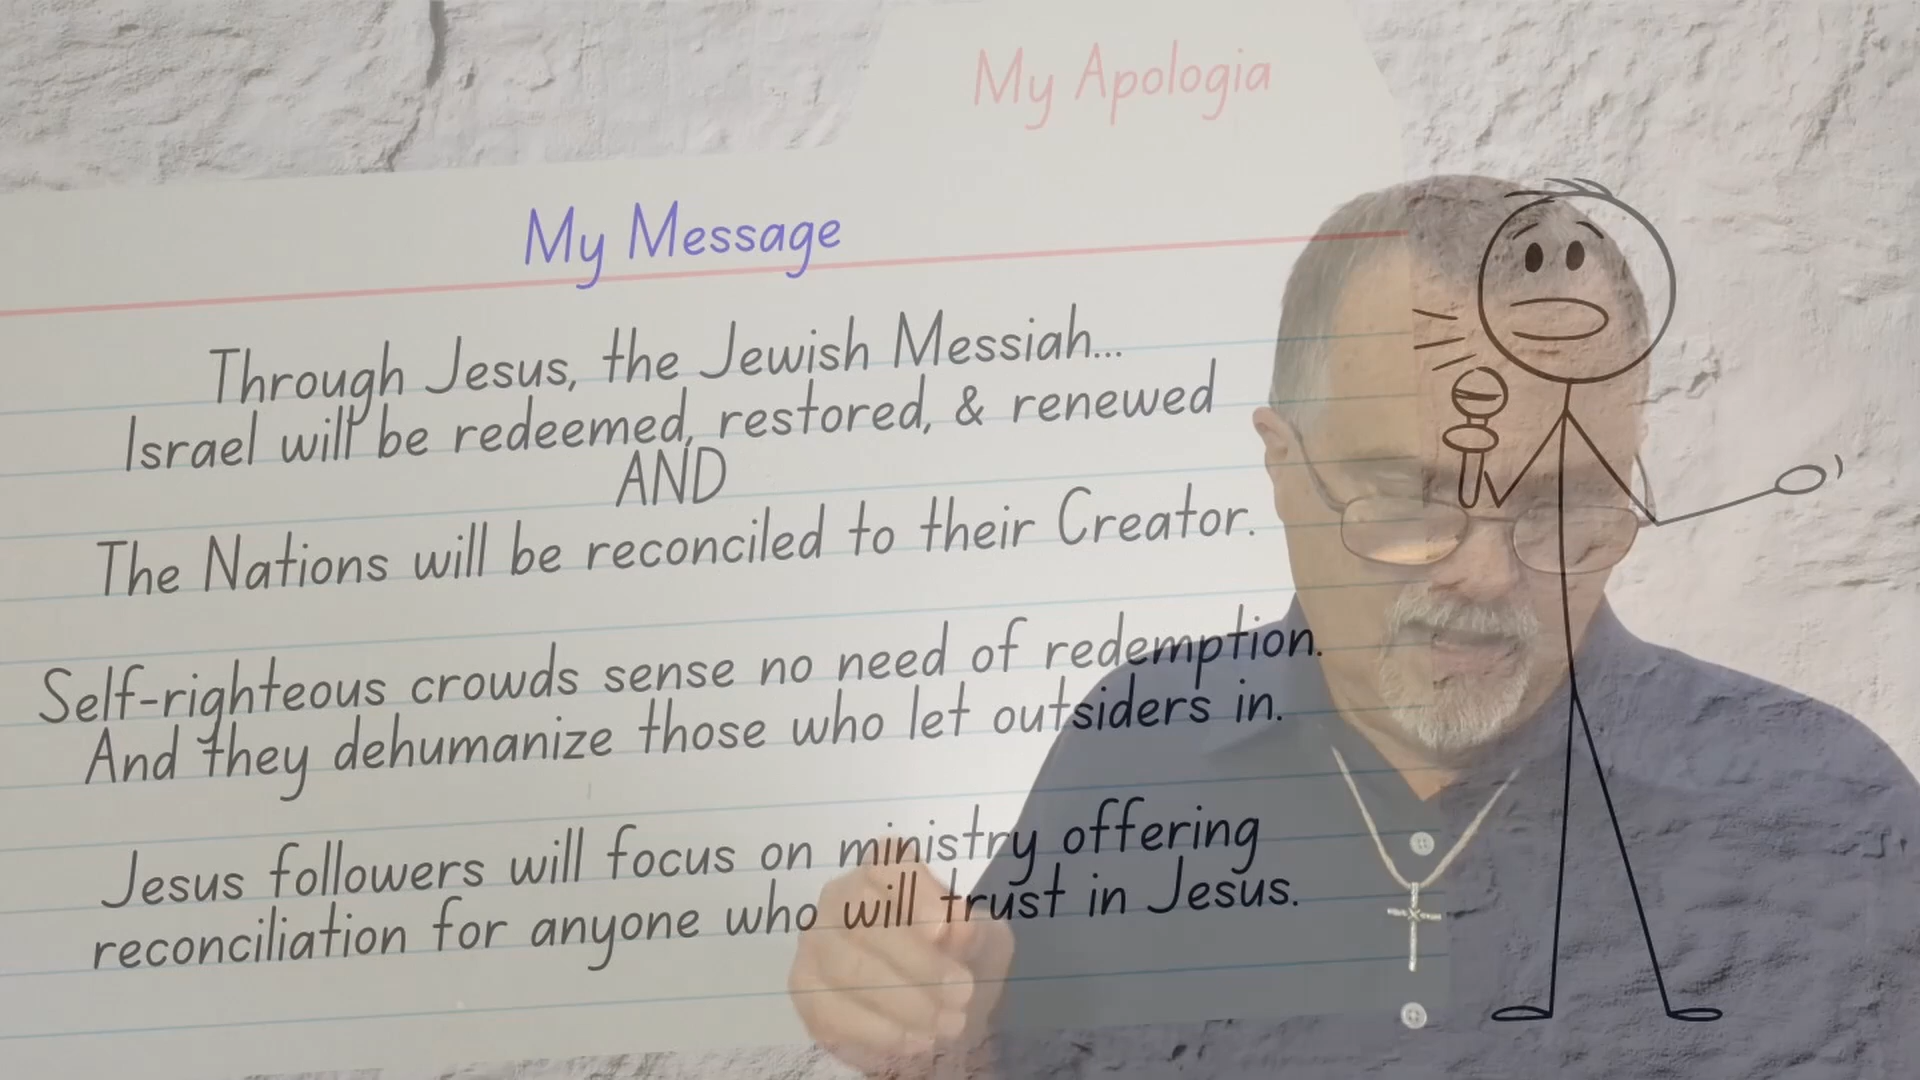 My Apologia
My Message
Through Jesus, the Jewish Messiah...
Israel will be redeemed, restored, & renewed
AND
The Nations will be reconciled to their Creator.
Self-righteous crowds sense no need of redemption.
And they dehumanize those who let outsiders in.
Jesus followers will focus on ministry offering
reconciliation for anyone who will trust in Jesus.